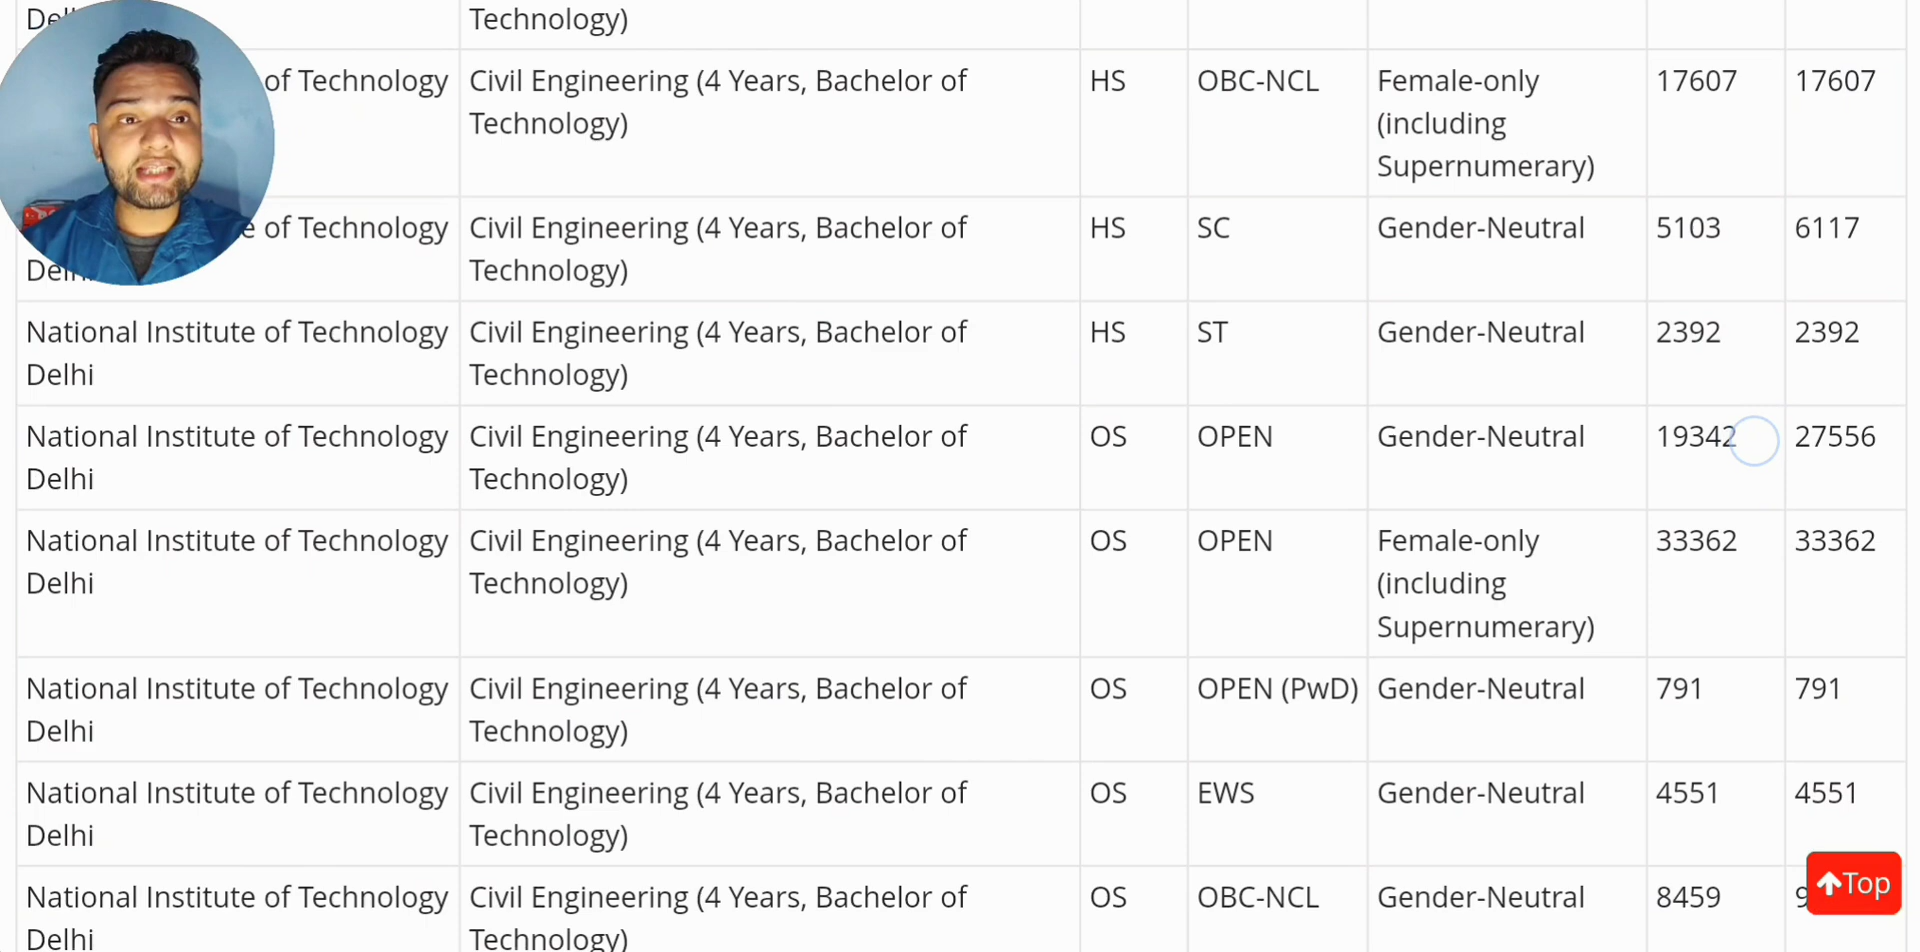 Technology)
of Technology Civil Engineering (4 Years, Bachelor of HS OBC-NCL Female-only 17607 17607
Technology) (including
Supernumerary)
of Technology Civil Engineering (4 Years, Bachelor of HS SC Gender-Neutral 5103 6117
Delhi Technology)
National Institute of Technology Civil Engineering (4 Years, Bachelor of HS ST Gender-Neutral 2392 2392
Delhi Technology)
National Institute of Technology Civil Engineering (4 Years, Bachelor of OS OPEN Gender-Neutral 19342 27556
Delhi Technology)
National Institute of Technology Civil Engineering (4 Years, Bachelor of OS OPEN Female-only 33362 33362
Delhi Technology) (including
Supernumerary)
National Institute of Technology Civil Engineering (4 Years, Bachelor of OS OPEN (PwD) Gender-Neutral 791 791
Delhi Technology)
National Institute of Technology Civil Engineering (4 Years, Bachelor of OS EWS Gender-Neutral 4551 4551
Delhi Technology)
National Institute of Technology Civil Engineering (4 Years, Bachelor of OS OBC-NCL Gender-Neutral 8459
Delhi Technology)
Top